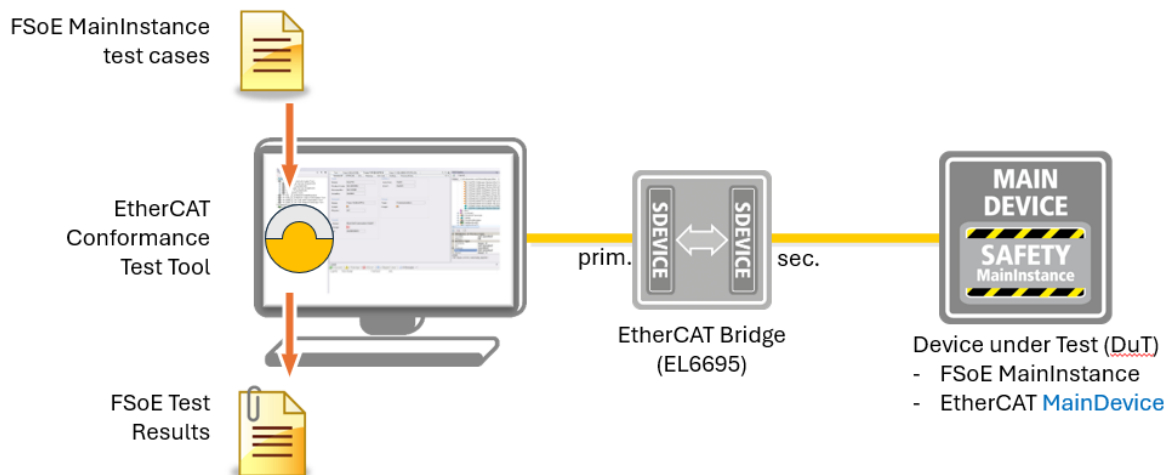 FSoE MainInstance
test cases
EtherCAT
Conformance
Test Tool
FSoE Test
Results
prim.
SDEVICE
SDEVICE
sec.
EtherCAT Bridge
(EL6695)
MAIN
DEVICE
SAFETY
MainInstance
Device under Test (DuT)
- FSoE MainInstance
- EtherCAT MainDevice